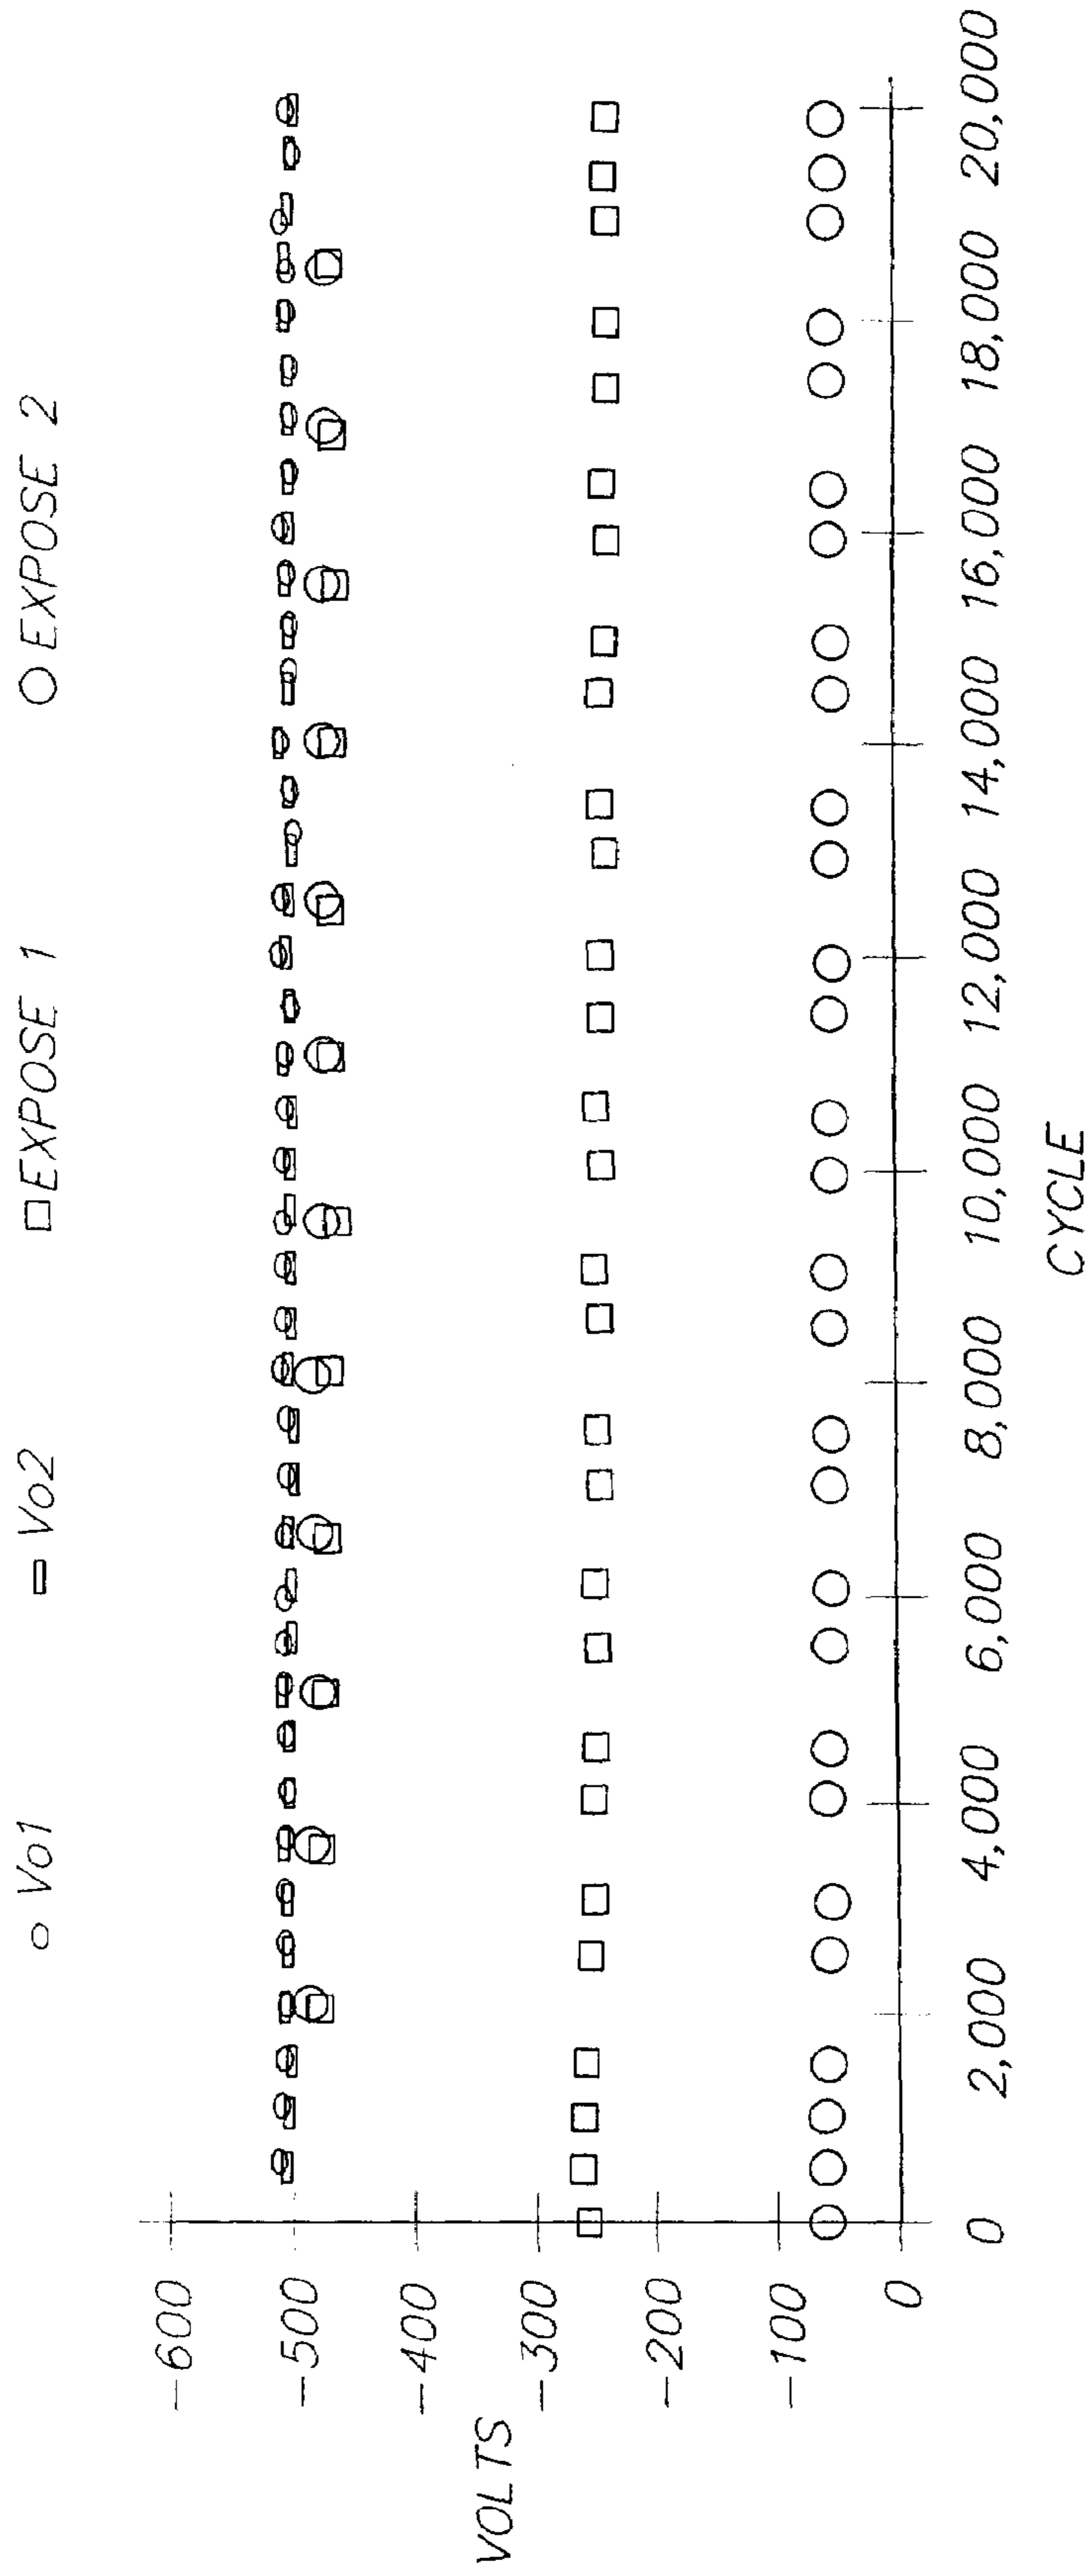 ○ Vo1 ▭ Vo2 □ EXPOSE 1 ○ EXPOSE 2
-600
-500
-400
-300
-200
-100
0
VOLTS
0 2,000 4,000 6,000 8,000 10,000 12,000 14,000 16,000 18,000 20,000
CYCLE